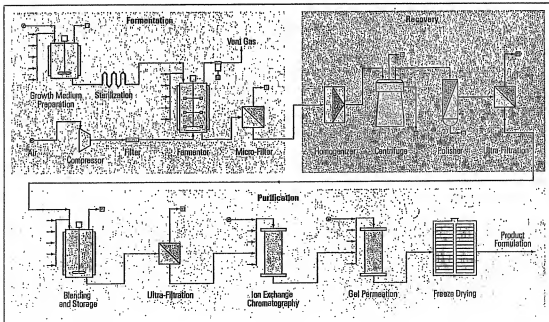 Fermentation
Recovery
Vent Gas
Growth Medium
Preparation
Sterilization
Air
Compressor
Filter
Fermentor
Micro-Filter
Homogenizer
Centrifuge
Polisher
Ultra-Filtration
Purification
Product
Formulation
Blending
and Storage
Ultra-Filtration
Ion Exchange
Chromatography
Gel Permeation
Freeze Drying